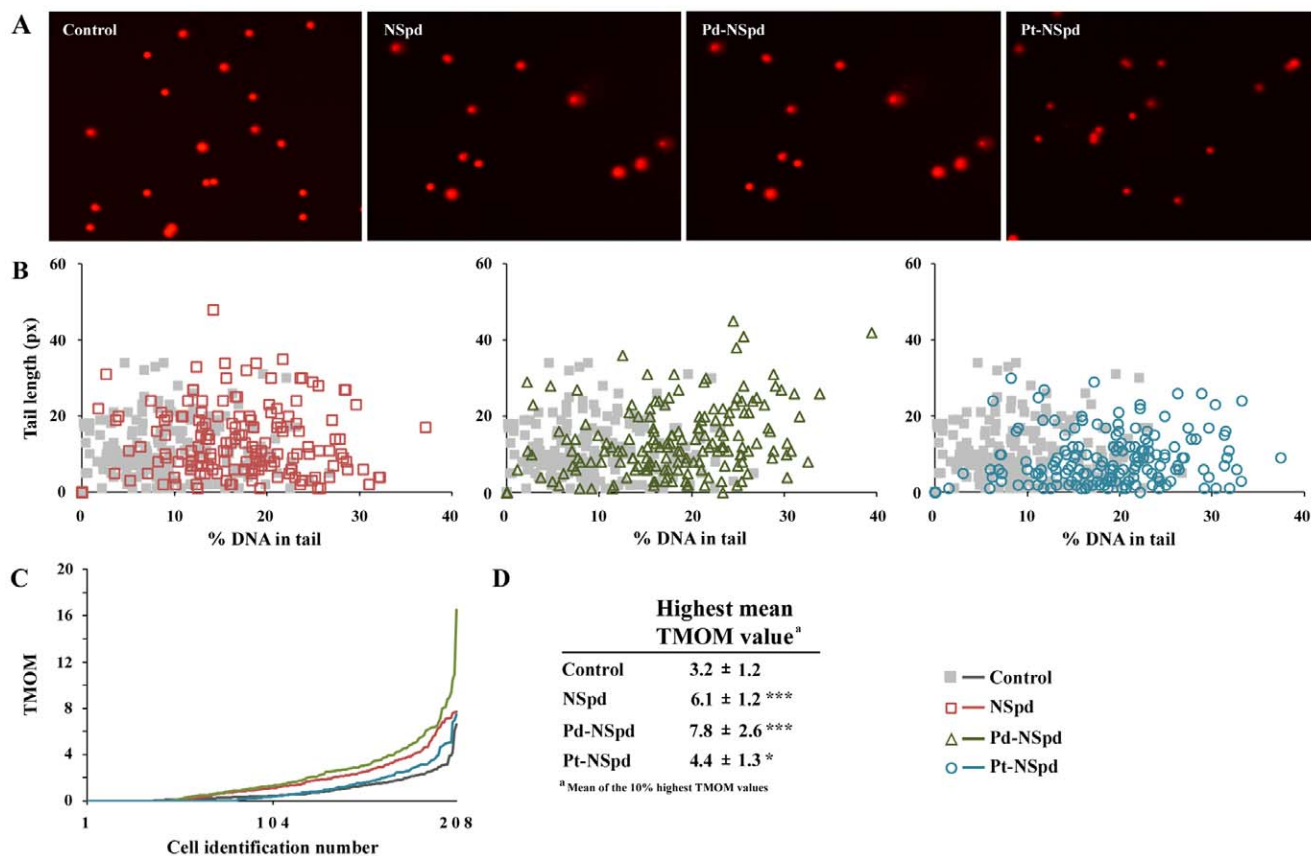 A
Control
NSpd
Pd-NSpd
Pt-NSpd
B
60
40
20
0
Tail length (px)
0 10 20 30 40
% DNA in tail
60
40
20
0
0 10 20 30 40
% DNA in tail
60
40
20
0
0 10 20 30 40
% DNA in tail
C
20
16
12
8
4
0
TMOM
1 104 208
Cell identification number
D
Highest mean
TMOM value a
Control 3.2 ± 1.2
NSpd 6.1 ± 1.2 ***
Pd-NSpd 7.8 ± 2.6 ***
Pt-NSpd 4.4 ± 1.3 *
a Mean of the 10% highest TMOM values
Control
NSpd
Pd-NSpd
Pt-NSpd